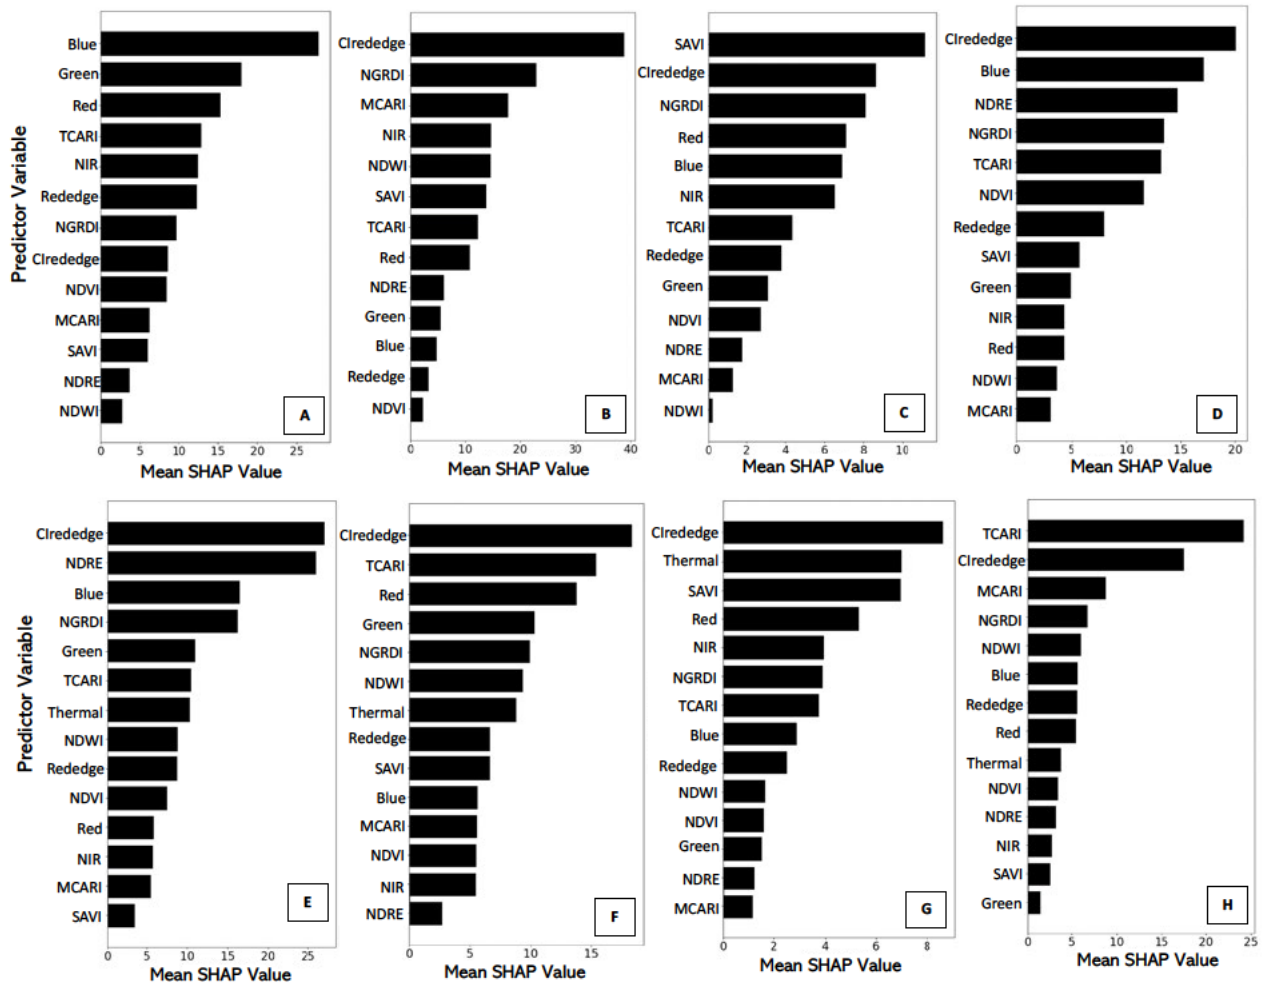 Predictor Variable
Blue
Green
Red
TCARI
NIR
Rededge
NGRDI
CIrededge
NDVI
MCARI
SAVI
NDRE
NDWI
A
0 5 10 15 20 25
Mean SHAP Value
CIrededge
NGRDI
MCARI
NIR
NDWI
SAVI
TCARI
Red
NDRE
Green
Blue
Rededge
NDVI
B
0 10 20 30 40
Mean SHAP Value
SAVI
CIrededge
NGRDI
Red
Blue
NIR
TCARI
Rededge
Green
NDVI
NDRE
MCARI
NDWI
C
0 2 4 6 8 10
Mean SHAP Value
CIrededge
Blue
NDRE
NGRDI
TCARI
NDVI
Rededge
SAVI
Green
NIR
Red
NDWI
MCARI
D
0 5 10 15 20
Mean SHAP Value
Predictor Variable
CIrededge
NDRE
Blue
NGRDI
Green
TCARI
Thermal
NDWI
Rededge
NDVI
Red
NIR
MCARI
SAVI
E
0 5 10 15 20 25
Mean SHAP Value
CIrededge
TCARI
Red
Green
NGRDI
NDWI
Thermal
Rededge
SAVI
Blue
MCARI
NDVI
NIR
NDRE
F
0 5 10 15
Mean SHAP Value
CIrededge
Thermal
SAVI
Red
NIR
NGRDI
TCARI
Blue
Rededge
NDWI
NDVI
Green
NDRE
MCARI
G
0 2 4 6 8
Mean SHAP Value
TCARI
CIrededge
MCARI
NGRDI
NDWI
Blue
Rededge
Red
Thermal
NDVI
NDRE
NIR
SAVI
Green
H
0 5 10 15 20 25
Mean SHAP Value